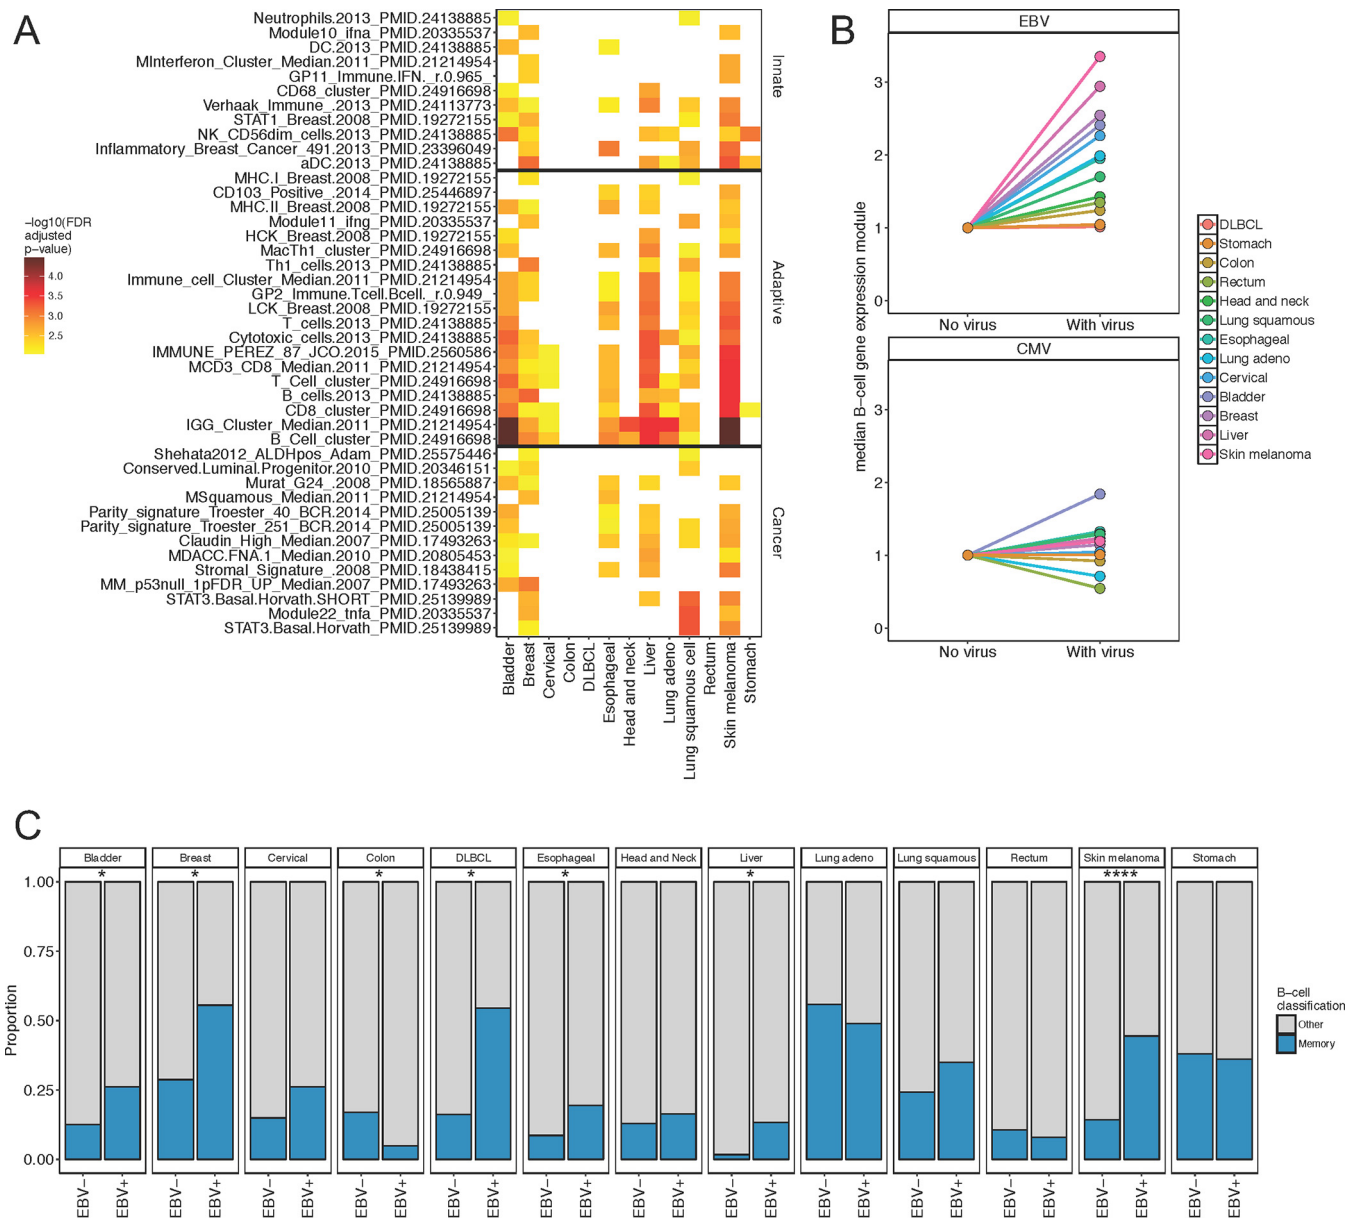 A
Neutrophils.2013_PMID.24138885
Module10_ifna_PMID.20335537
DC.2013_PMID.24138885
MInterferon_Cluster_Median.2011_PMID.21214954
GP11_Immune.IFN._r.0.965_
CD68_cluster_PMID.24916698
Verhaak_Immune_.2013_PMID.24113773
STAT1_Breast.2008_PMID.19272155
NK_CD56dim_cells.2013_PMID.24138885
Inflammatory_Breast_Cancer_491.2013_PMID.23396049
aDC.2013_PMID.24138885
MHC.I_Breast.2008_PMID.19272155
CD103_Positive_.2014_PMID.25446897
MHC.II_Breast.2008_PMID.19272155
Module11_ifng_PMID.20335537
HCK_Breast.2008_PMID.19272155
MacTh1_cluster_PMID.24916698
Th1_cells.2013_PMID.24138885
Immune_cell_Cluster_Median.2011_PMID.21214954
GP2_Immune.Tcell.Bcell._r.0.949_
LCK_Breast.2008_PMID.19272155
T_cells.2013_PMID.24138885
Cytotoxic_cells.2013_PMID.24138885
IMMUNE_PEREZ_87_JCO.2015_PMID.2560586
MCD3_CD8_Median.2011_PMID.21214954
T_Cell_cluster_PMID.24916698
B_cells.2013_PMID.24138885
CD8_cluster_PMID.24916698
IGG_Cluster_Median.2011_PMID.21214954
B_Cell_cluster_PMID.24916698
Shehata2012_ALDHpos_Adam_PMID.25575446
Conserved.Luminal.Progenitor.2010_PMID.20346151
Murat_G24_.2008_PMID.18565887
MSquamous_Median.2011_PMID.21214954
Parity_signature_Troester_40_BCR.2014_PMID.25005139
Parity_signature_Troester_251_BCR.2014_PMID.25005139
Claudin_High_Median.2007_PMID.17493263
MDACC.FNA.1_Median.2010_PMID.20805453
Stromal_Signature_.2008_PMID.18438415
MM_p53null_1pFDR_UP_Median.2007_PMID.17493263
STAT3.Basal.Horvath.SHORT_PMID.25139989
Module22_tnfa_PMID.20335537
STAT3.Basal.Horvath_PMID.25139989
Innate
Adaptive
Cancer
−log10(FDR
adjusted
p−value)
4.0
3.5
3.0
2.5
Bladder
Breast
Cervical
Colon
DLBCL
Esophageal
Head and neck
Liver
Lung adeno
Lung squamous cell
Rectum
Skin melanoma
Stomach
B
median B−cell gene expression module
EBV
3
2
1
0
No virus
With virus
CMV
3
2
1
0
No virus
With virus
DLBCL
Stomach
Colon
Rectum
Head and neck
Lung squamous
Esophageal
Lung adeno
Cervical
Bladder
Breast
Liver
Skin melanoma
C
Proportion
1.00
0.75
0.50
0.25
0.00
Bladder
*
EBV−
EBV+
Breast
*
EBV−
EBV+
Cervical
EBV−
EBV+
Colon
*
EBV−
EBV+
DLBCL
*
EBV−
EBV+
Esophageal
*
EBV−
EBV+
Head and Neck
EBV−
EBV+
Liver
*
EBV−
EBV+
Lung adeno
EBV−
EBV+
Lung squamous
EBV−
EBV+
Rectum
EBV−
EBV+
Skin melanoma
****
EBV−
EBV+
Stomach
EBV−
EBV+
B−cell
classification
Other
Memory